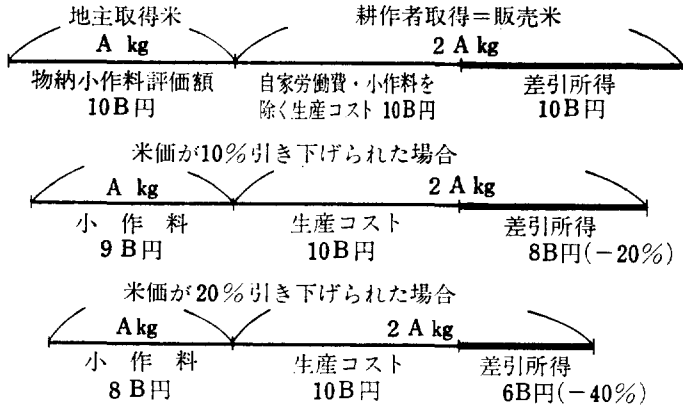 地主取得米 耕作者取得＝販売米
A kg 2 A kg
物納小作料評価額 自家労働費・小作料を 差引所得
10B円 除く生産コスト 10B円 10B円
米価が10％引き下げられた場合
A kg 2 A kg
小作料 生産コスト 差引所得
9 B円 10B円 8B円(－20％)
米価が20％引き下げられた場合
A kg 2 A kg
小作料 生産コスト 差引所得
8 B円 10B円 6B円(－40％)